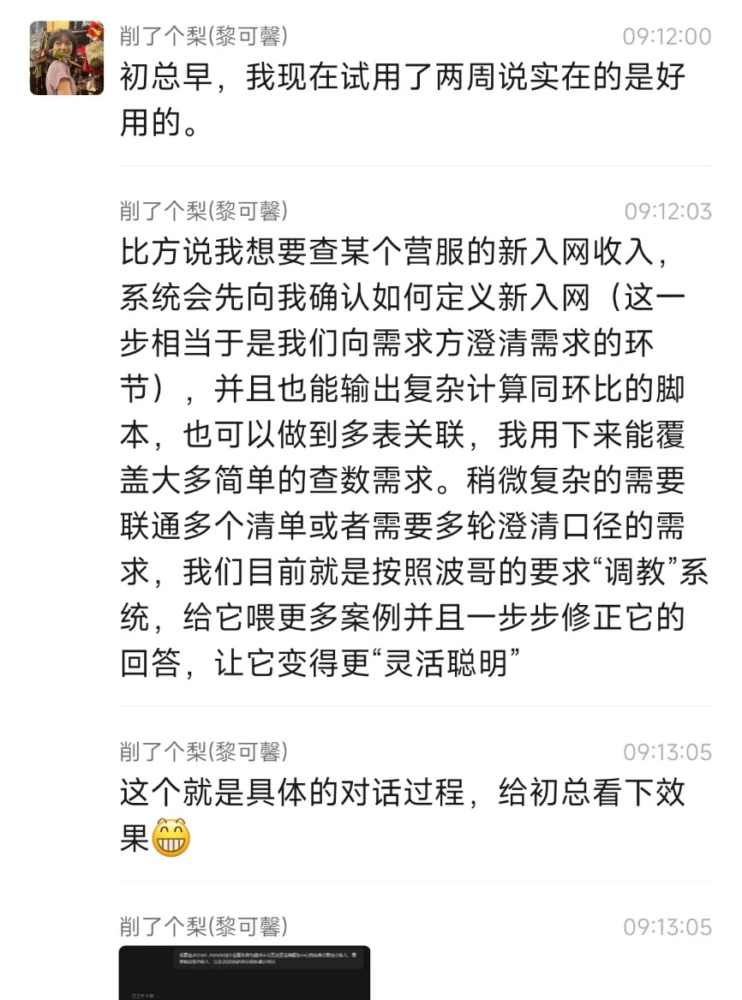 削了个梨(黎可馨)
09:12:00
初总早，我现在试用了两周说实在的是好
用的。
削了个梨(黎可馨)
09:12:03
比方说我想要查某个营服的新入网收入，
系统会先向我确认如何定义新入网（这一
步相当于是我们向需求方澄清需求的环
节），并且也能输出复杂计算同环比的脚
本，也可以做到多表关联，我用下来能覆
盖大多简单的查数需求。稍微复杂的需要
联通多个清单或者需要多轮澄清口径的需
求，我们目前就是按照波哥的要求“调教”系
统，给它喂更多案例并且一步步修正它的
回答，让它变得更“灵活聪明”
削了个梨(黎可馨)
09:13:05
这个就是具体的对话过程，给初总看下效
果
削了个梨(黎可馨)
09:13:05